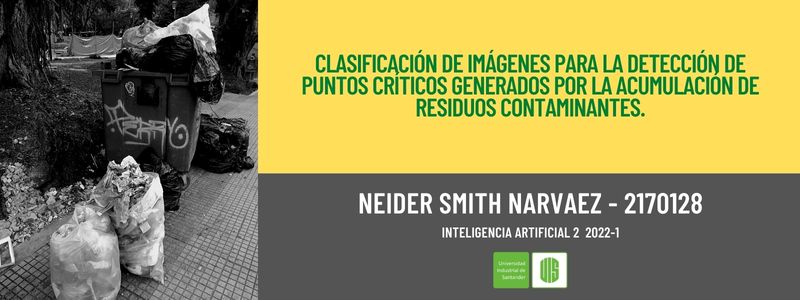 CLASIFICACIÓN DE IMÁGENES PARA LA DETECCIÓN DE
PUNTOS CRÍTICOS GENERADOS POR LA ACUMULACIÓN DE
RESIDUOS CONTAMINANTES.
NEIDER SMITH NARVAEZ - 2170128
INTELIGENCIA ARTIFICIAL 2 2022-1
Universidad
Industrial de
Santander
UIS